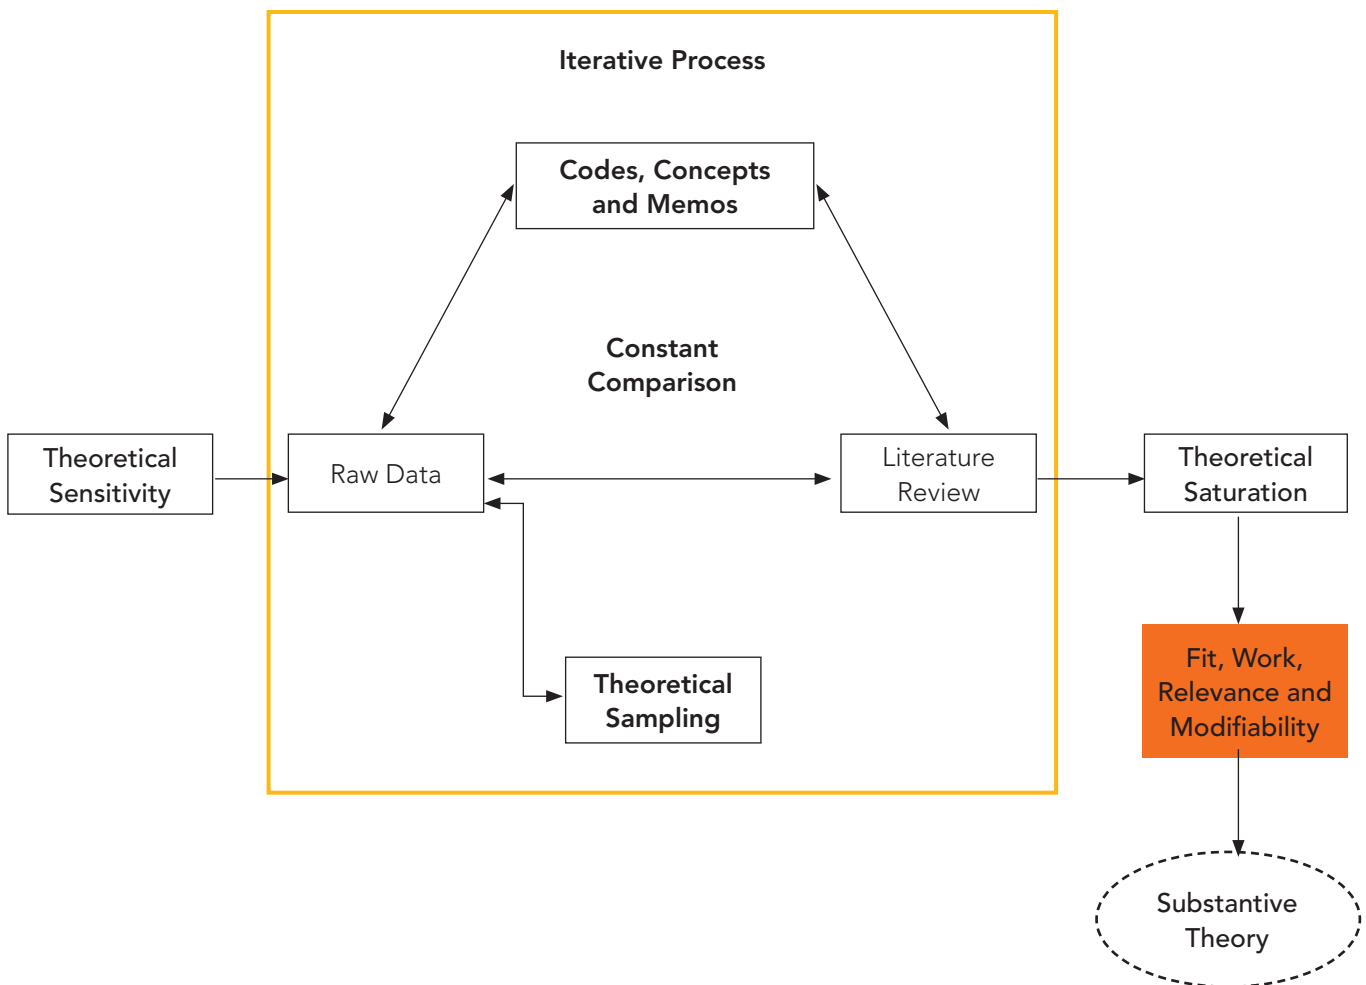 Iterative Process
Codes, Concepts
and Memos
Constant
Comparison
Theoretical
Sensitivity
Raw Data
Literature
Review
Theoretical
Saturation
Theoretical
Sampling
Fit, Work,
Relevance and
Modifiability
Substantive
Theory